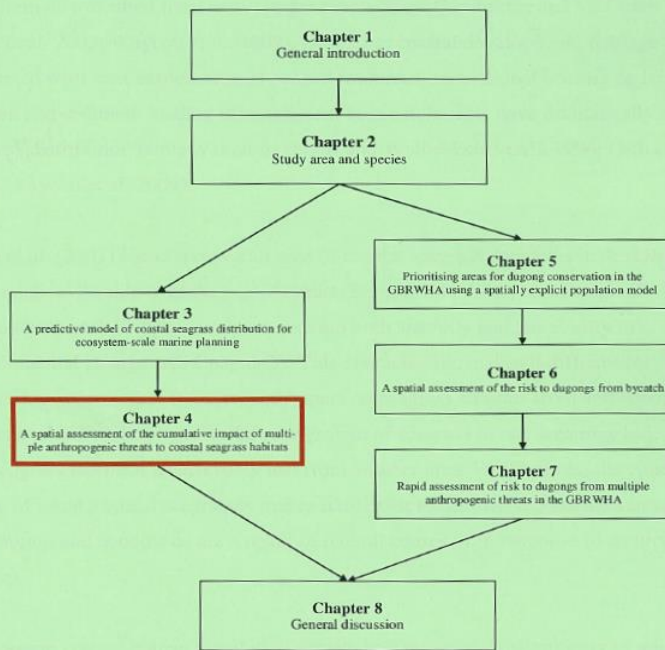 Chapter 1
General introduction
Chapter 2
Study area and species
Chapter 5
Prioritising areas for dugong conservation in the
GBRWHA using a spatially explicit population model
Chapter 3
A predictive model of coastal seagrass distribution for
ecosystem-scale marine planning
Chapter 6
A spatial assessment of the risk to dugongs from bycatch
Chapter 4
A spatial assessment of the cumulative impact of multi-
ple anthropogenic threats to coastal seagrass habitats
Chapter 7
Rapid assessment of risk to dugongs from multiple
anthropogenic threats in the GBRWHA
Chapter 8
General discussion